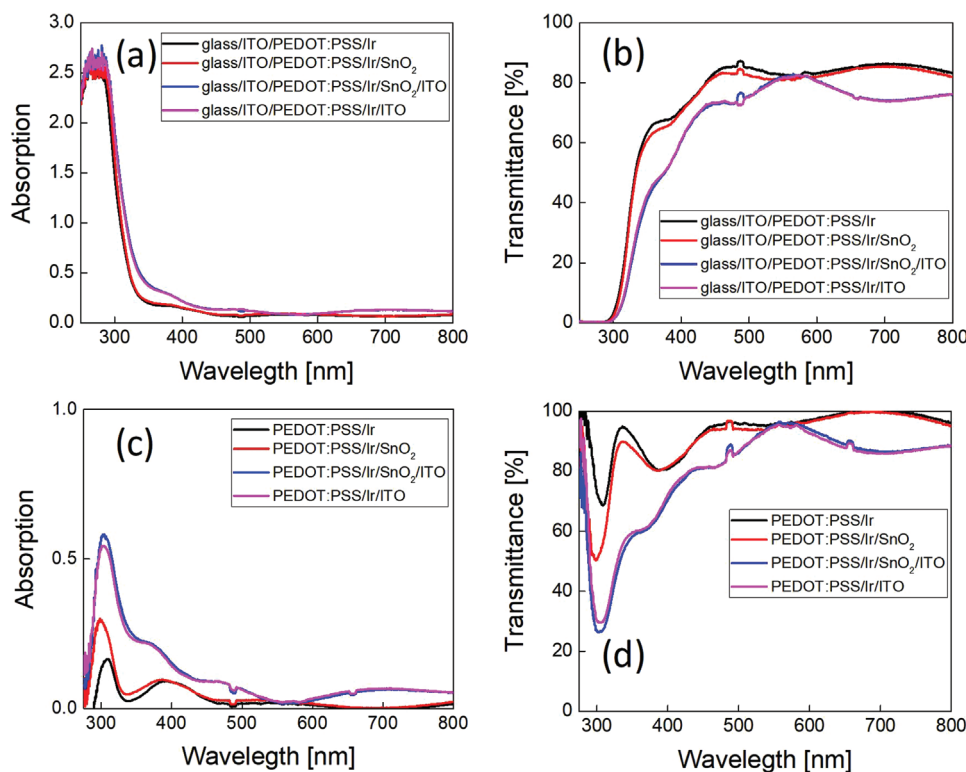 3.0
2.5
2.0
1.5
1.0
0.5
0.0
Absorption
(a)
glass/ITO/PEDOT:PSS/Ir
glass/ITO/PEDOT:PSS/Ir/SnO₂
glass/ITO/PEDOT:PSS/Ir/SnO₂/ITO
glass/ITO/PEDOT:PSS/Ir/ITO
300 400 500 600 700 800
Wavelegth [nm]
100
80
60
40
20
0
Transmittance [%]
(b)
glass/ITO/PEDOT:PSS/Ir
glass/ITO/PEDOT:PSS/Ir/SnO₂
glass/ITO/PEDOT:PSS/Ir/SnO₂/ITO
glass/ITO/PEDOT:PSS/Ir/ITO
300 400 500 600 700 800
Wavelegth [nm]
1.0
0.5
0.0
Absorption
(c)
PEDOT:PSS/Ir
PEDOT:PSS/Ir/SnO₂
PEDOT:PSS/Ir/SnO₂/ITO
PEDOT:PSS/Ir/ITO
300 400 500 600 700 800
Wavelegth [nm]
100
80
60
40
20
0
Transmittance [%]
PEDOT:PSS/Ir
PEDOT:PSS/Ir/SnO₂
PEDOT:PSS/Ir/SnO₂/ITO
PEDOT:PSS/Ir/ITO
(d)
300 400 500 600 700 800
Wavelegth [nm]